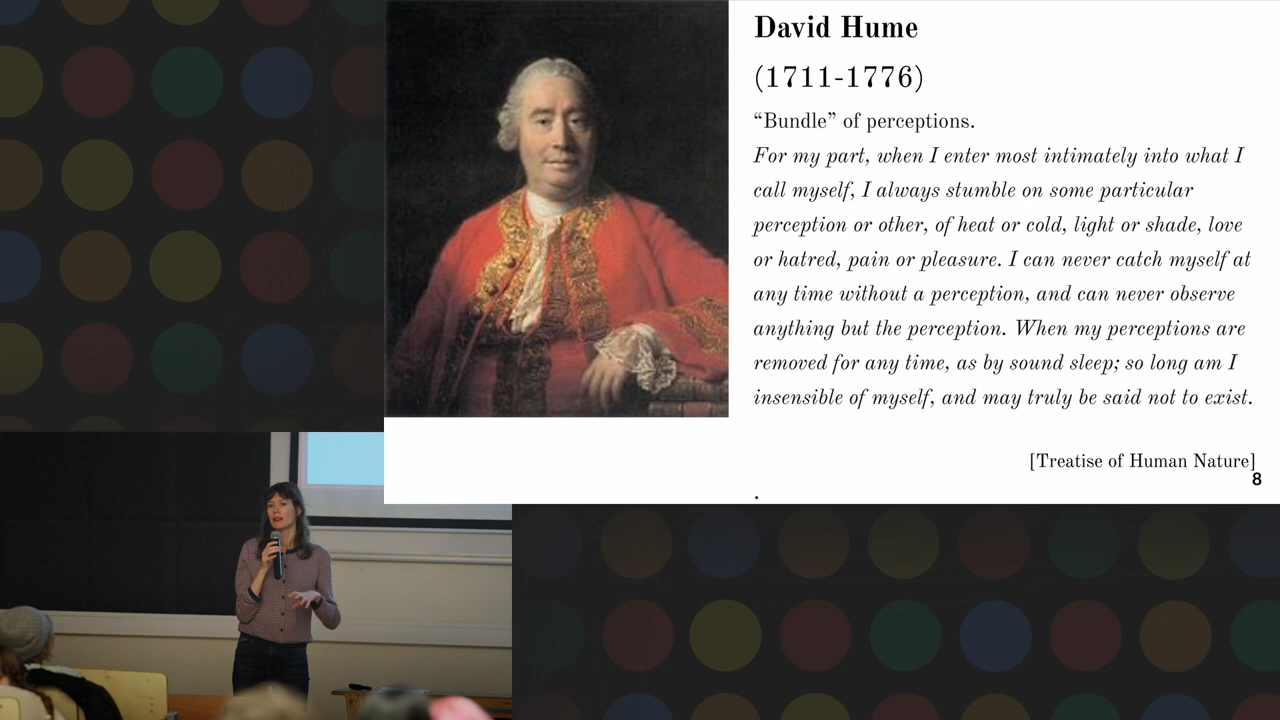 David Hume
(1711-1776)
“Bundle” of perceptions.
For my part, when I enter most intimately into what I
call myself, I always stumble on some particular
perception or other, of heat or cold, light or shade, love
or hatred, pain or pleasure. I can never catch myself at
any time without a perception, and can never observe
anything but the perception. When my perceptions are
removed for any time, as by sound sleep; so long am I
insensible of myself, and may truly be said not to exist.
[Treatise of Human Nature]
8
.